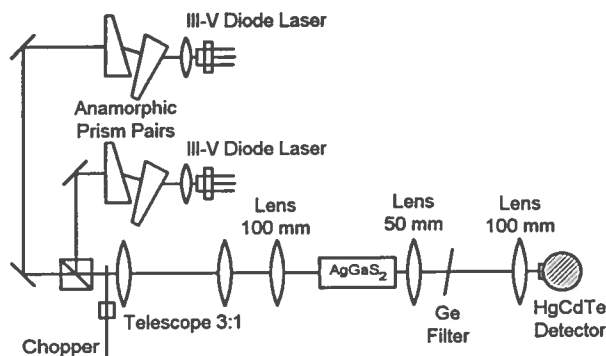 III-V Diode Laser
Anamorphic
Prism Pairs
III-V Diode Laser
Lens
100 mm
Lens
50 mm
Lens
100 mm
AgGaS₂
Telescope 3:1
Ge
Filter
HgCdTe
Detector
Chopper